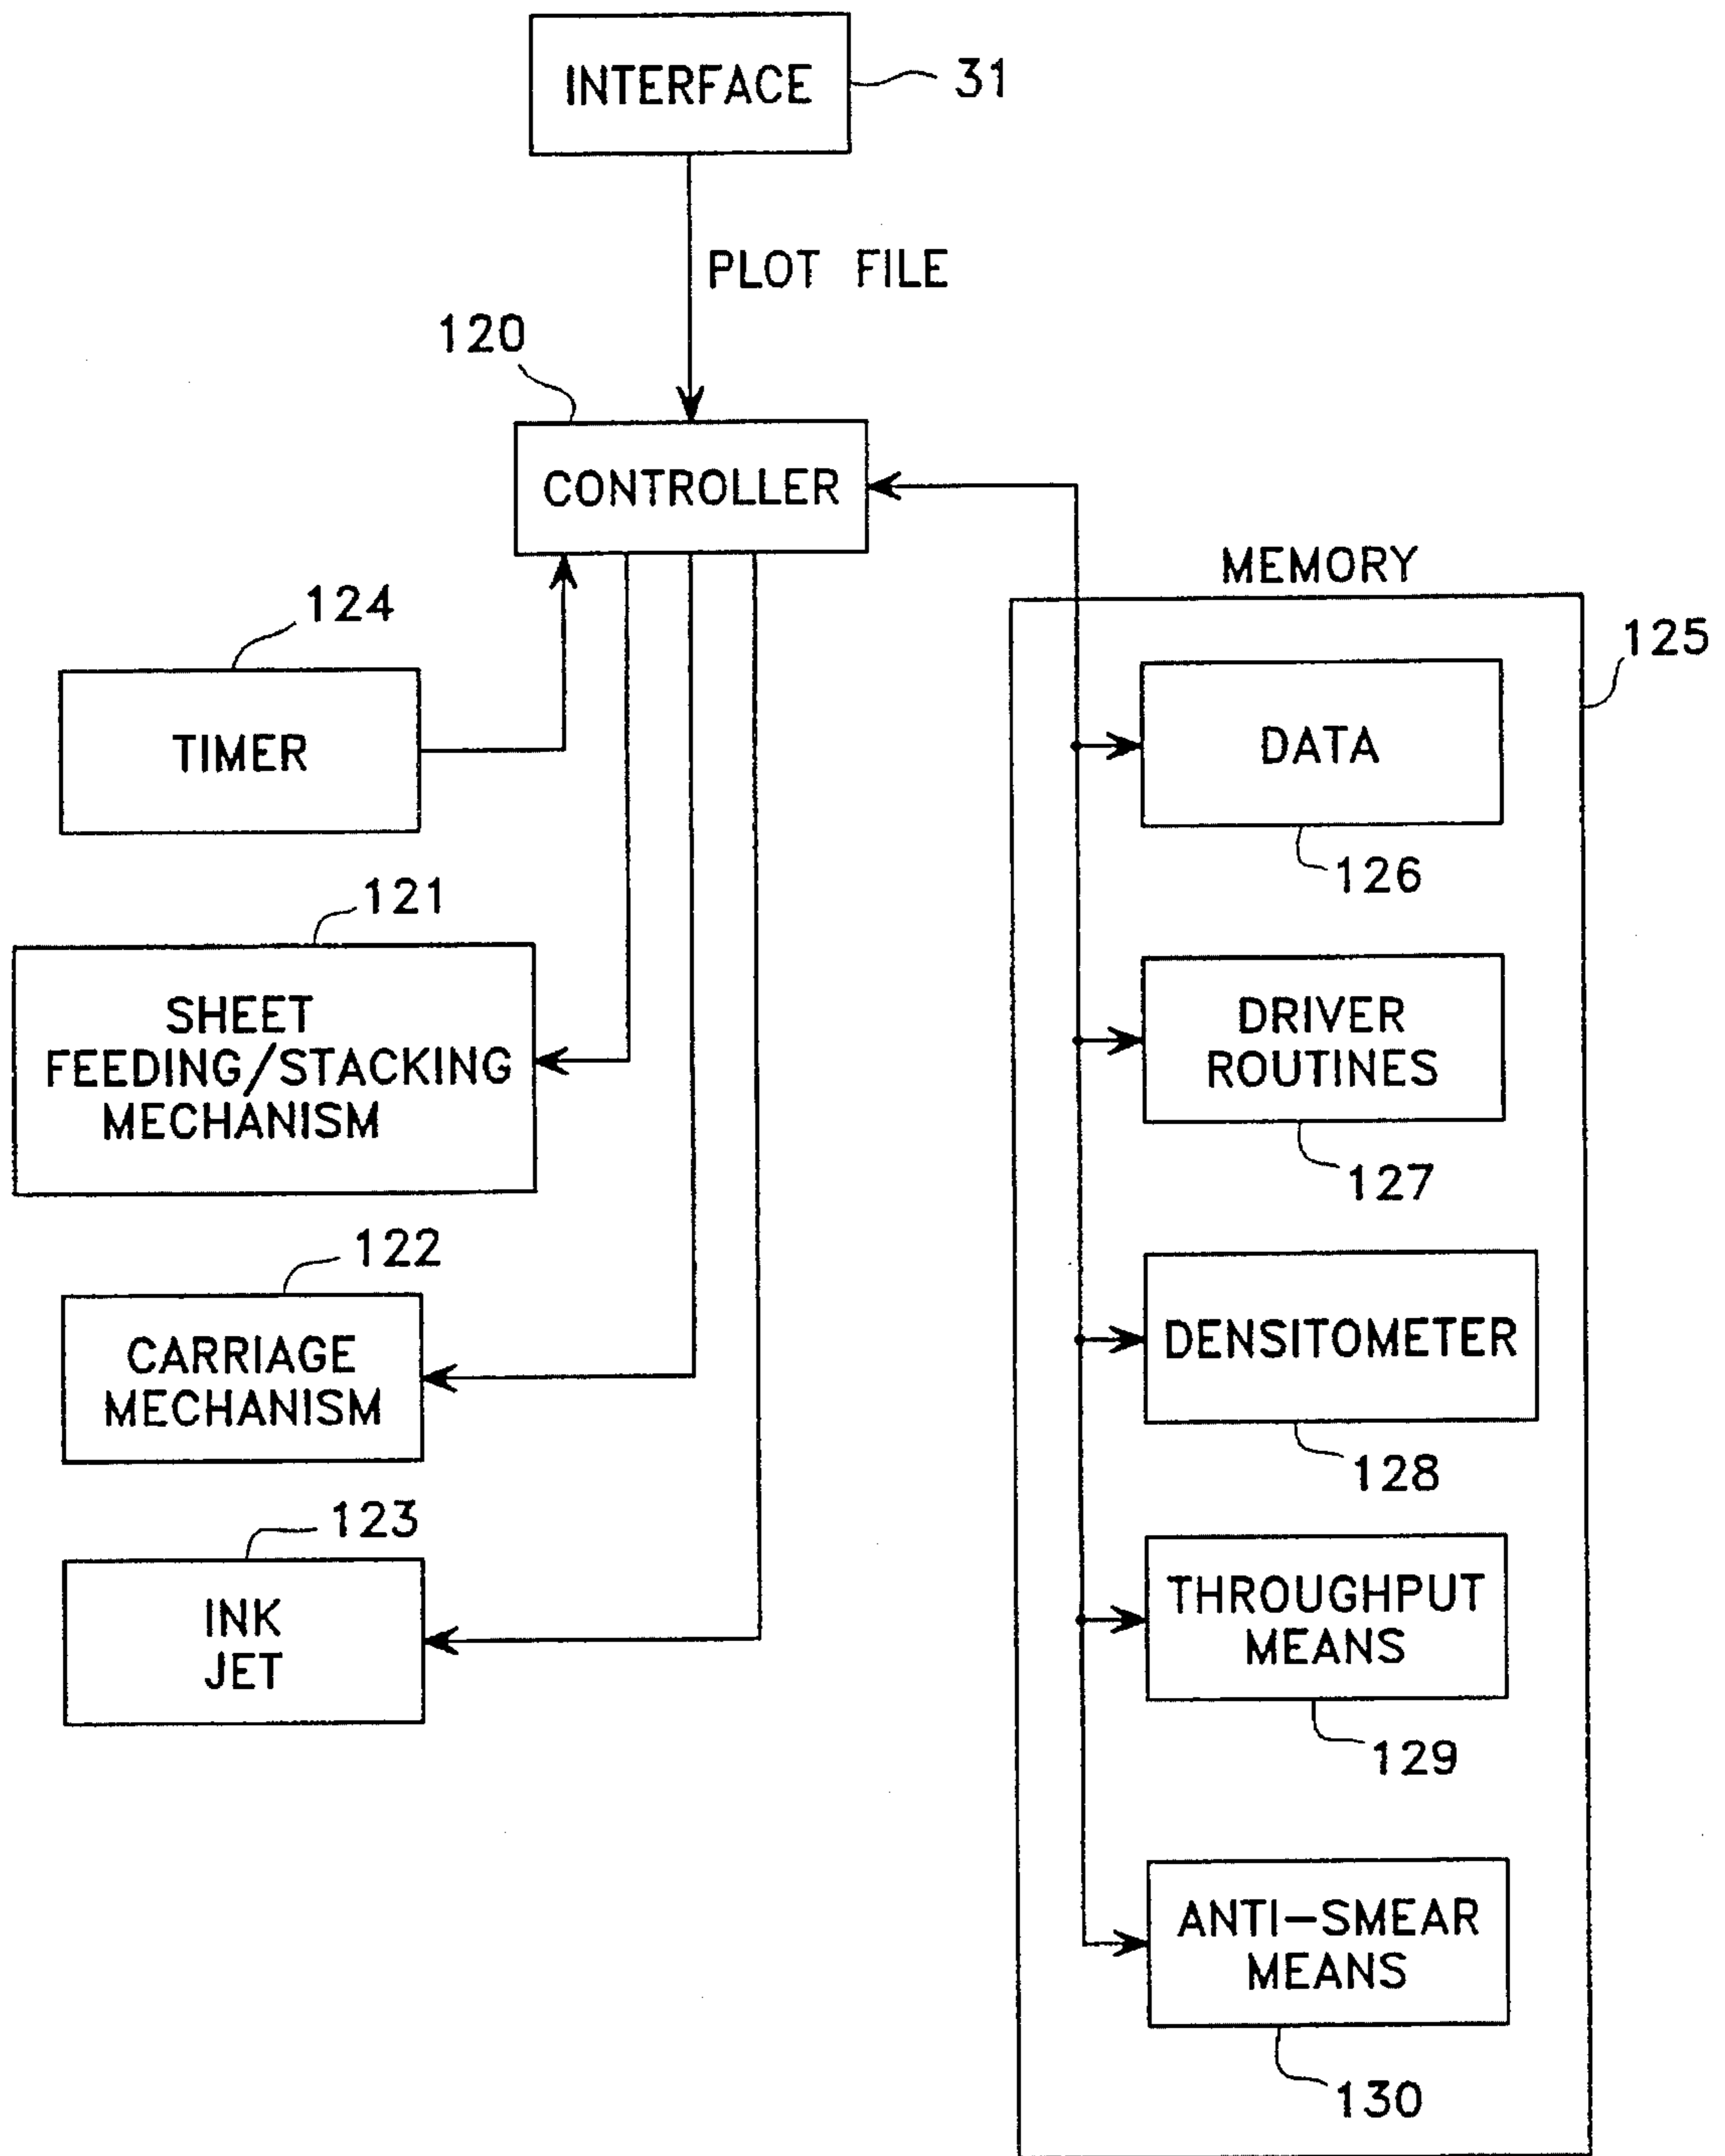 INTERFACE
31
PLOT FILE
120
CONTROLLER
MEMORY
124
125
TIMER
DATA
126
121
SHEET
FEEDING/STACKING
MECHANISM
DRIVER
ROUTINES
127
122
CARRIAGE
MECHANISM
DENSITOMETER
128
123
INK
JET
THROUGHPUT
MEANS
129
ANTI-SMEAR
MEANS
130